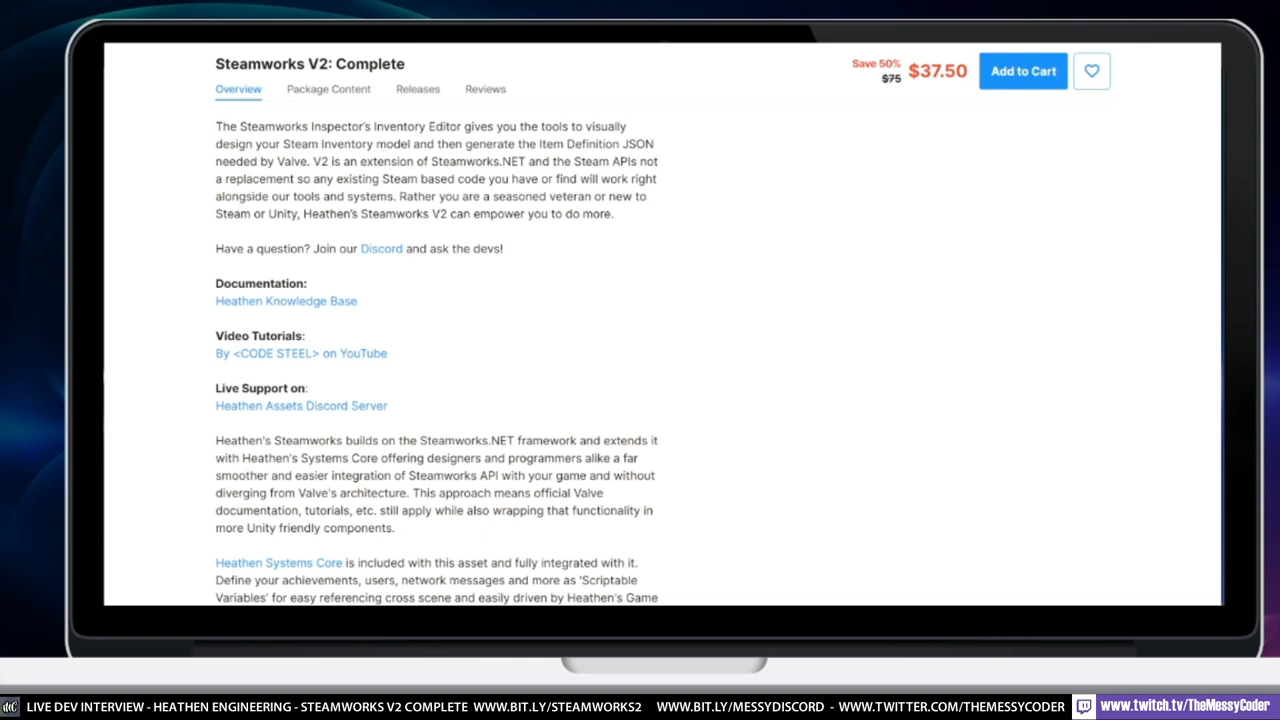 Steamworks V2: Complete
Save 50%
$75
$37.50
Add to Cart
Overview Package Content Releases Reviews
The Steamworks Inspector's Inventory Editor gives you the tools to visually
design your Steam Inventory model and then generate the Item Definition JSON
needed by Valve. V2 is an extension of Steamworks.NET and the Steam APIs not
a replacement so any existing Steam based code you have or find will work right
alongside our tools and systems. Rather you are a seasoned veteran or new to
Steam or Unity, Heathen's Steamworks V2 can empower you to do more.
Have a question? Join our Discord and ask the devs!
Documentation:
Heathen Knowledge Base
Video Tutorials:
By <CODE STEEL> on YouTube
Live Support on:
Heathen Assets Discord Server
Heathen's Steamworks builds on the Steamworks.NET framework and extends it
with Heathen's Systems Core offering designers and programmers alike a far
smoother and easier integration of Steamworks API with your game and without
diverging from Valve's architecture. This approach means official Valve
documentation, tutorials, etc. still apply while also wrapping that functionality in
more Unity friendly components.
Heathen Systems Core is included with this asset and fully integrated with it.
Define your achievements, users, network messages and more as 'Scriptable
Variables' for easy referencing cross scene and easily driven by Heathen's Game
LIVE DEV INTERVIEW - HEATHEN ENGINEERING - STEAMWORKS V2 COMPLETE WWW.BIT.LY/STEAMWORKS2 WWW.BIT.LY/MESSYDISCORD - WWW.TWITTER.COM/THEMESSYCODER www.twitch.tv/TheMessyCoder